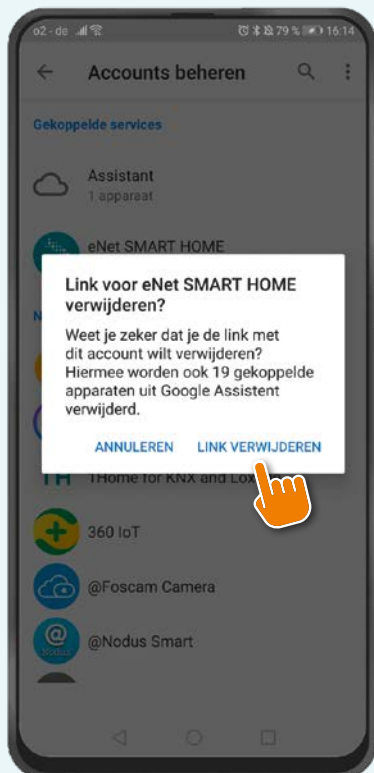 o2 - de 79 % 16:14
Accounts beheren
Gekoppelde services
Assistant
1 apparaat
eNet SMART HOME
Link voor eNet SMART HOME
verwijderen?
Weet je zeker dat je de link met
dit account wilt verwijderen?
Hiermee worden ook 19 gekoppelde
apparaten uit Google Assistent
verwijderd.
ANNULEREN LINK VERWIJDEREN
1Home for KNX and Lox
360 IoT
@Foscam Camera
@Nodus Smart